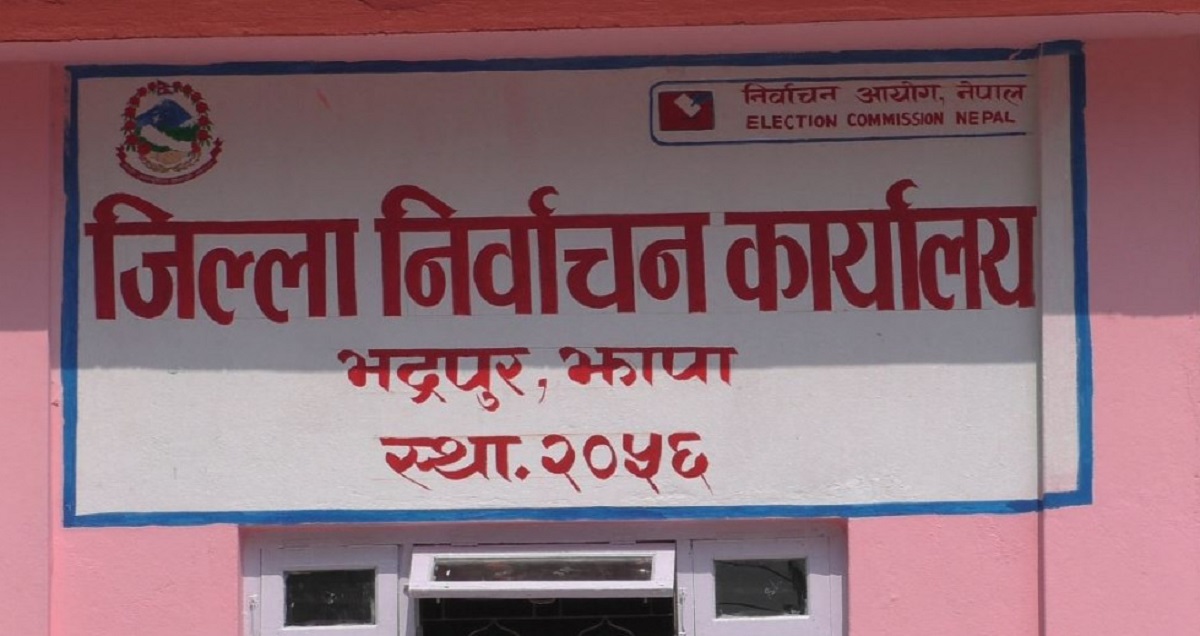 निर्वाचन आयोग, नेपाल
ELECTION COMMISSION NEPAL
जिल्ला निर्वाचन कार्यालय
भद्रपुर, झापा
स्था. २०५६